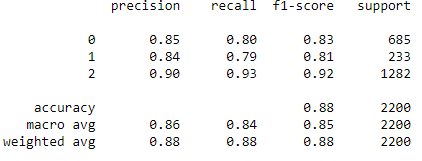 precision recall f1-score support
0 0.85 0.80 0.83 685
1 0.84 0.79 0.81 233
2 0.90 0.93 0.92 1282
accuracy 0.88 2200
macro avg 0.86 0.84 0.85 2200
weighted avg 0.88 0.88 0.88 2200